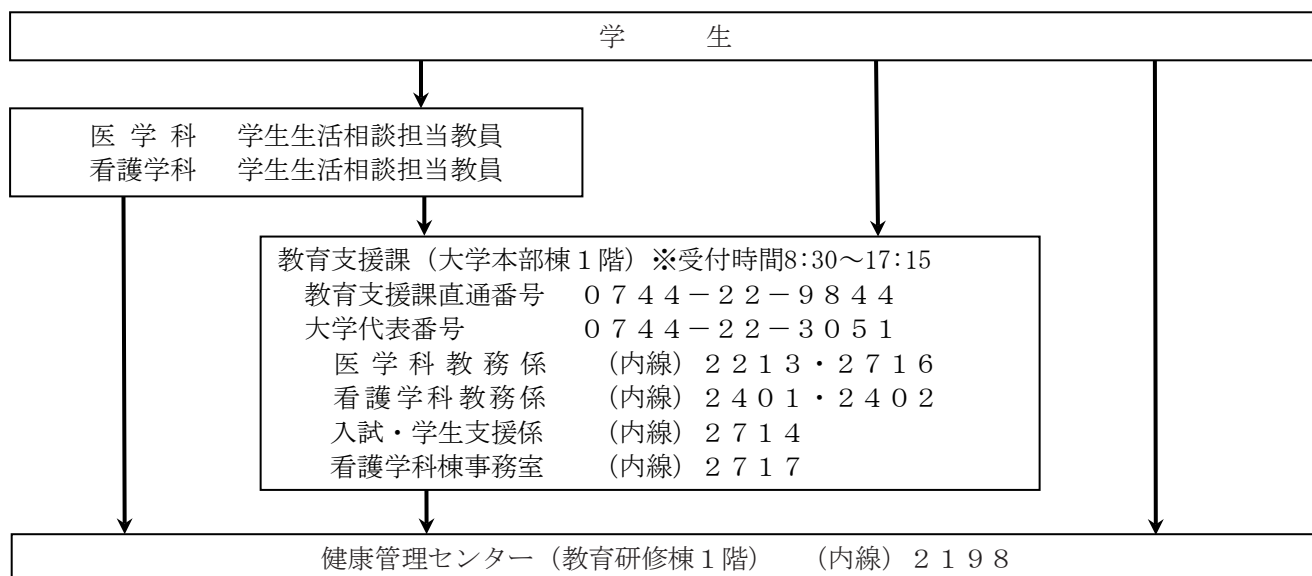 学　　　生
医 学 科　学生生活相談担当教員
看護学科　学生生活相談担当教員
教育支援課（大学本部棟１階）※受付時間8:30～17:15
教育支援課直通番号　０７４４－２２－９８４４
大学代表番号　０７４４－２２－３０５１
医 学 科 教 務 係　（内線）２２１３・２７１６
看護学科教務係　（内線）２４０１・２４０２
入試・学生支援係　（内線）２７１４
看護学科棟事務室　（内線）２７１７
健康管理センター（教育研修棟１階）　（内線）２１９８